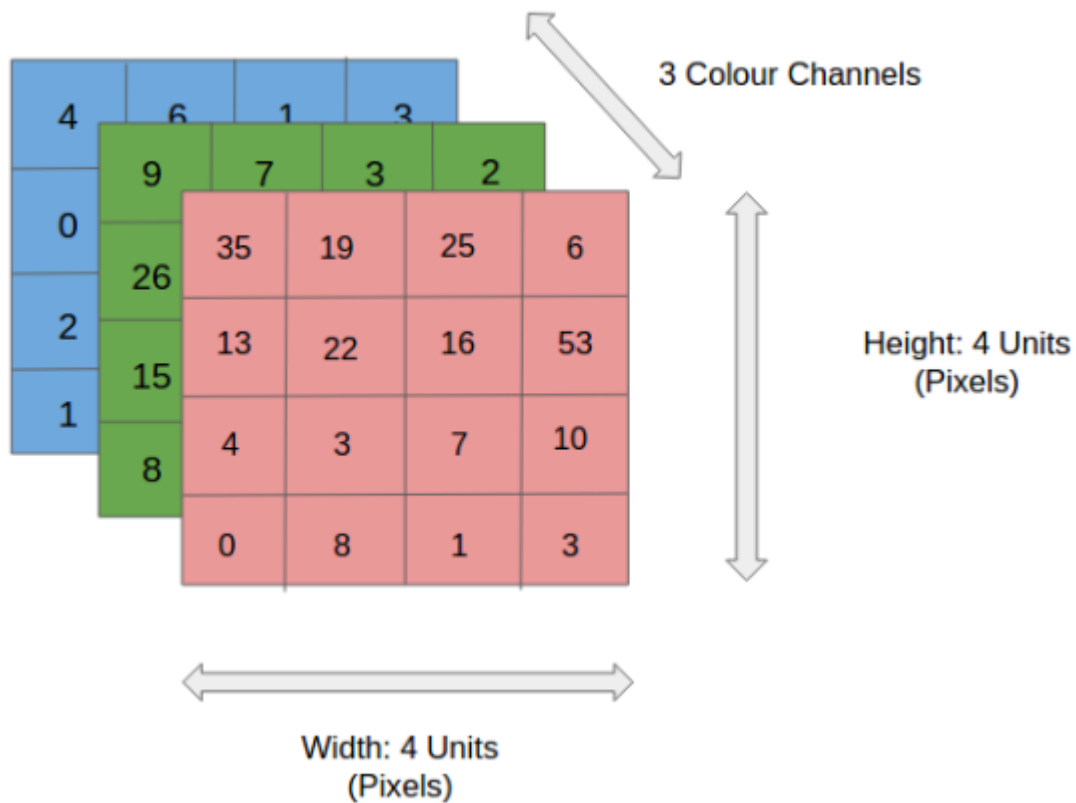 3 Colour Channels
4 6 1 3
9 7 3 2
0
35 19 25 6
26
2
13 22 16 53
Height: 4 Units
(Pixels)
15
1
4 3 7 10
8
0 8 1 3
Width: 4 Units
(Pixels)